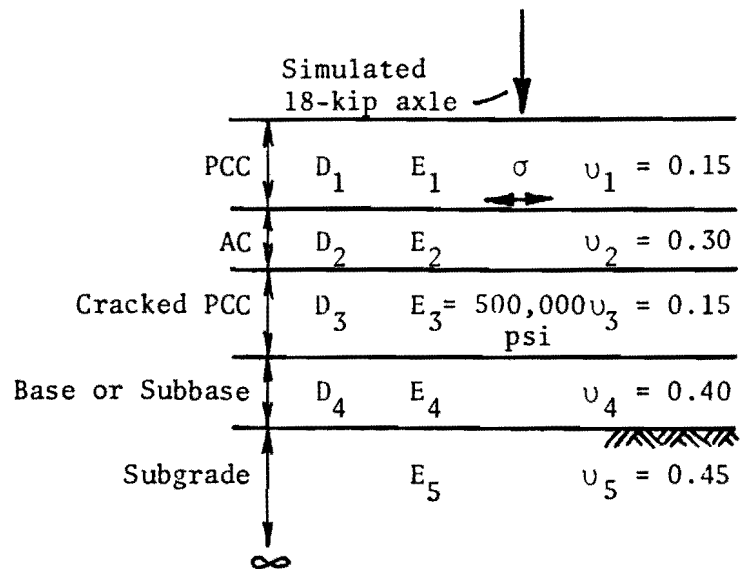 Simulated
18-kip axle
PCC D₁ E₁ σ υ₁ = 0.15
AC D₂ E₂ υ₂ = 0.30
Cracked PCC D₃ E₃ = 500,000 υ₃ = 0.15
psi
Base or Subbase D₄ E₄ υ₄ = 0.40
Subgrade E₅ υ₅ = 0.45
∞